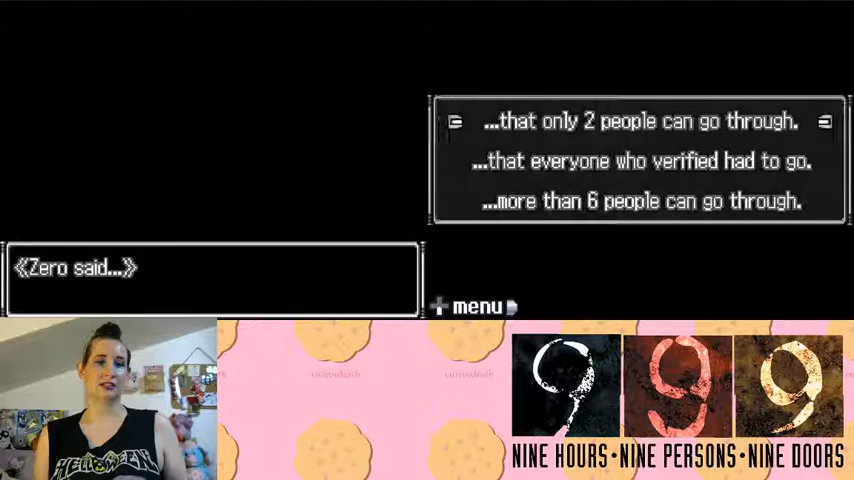 ...that only 2 people can go through.
...that everyone who verified had to go.
...more than 6 people can go through.
《Zero said...》
menu
HELLOWEEN
999
NINE HOURS•NINE PERSONS•NINE DOORS